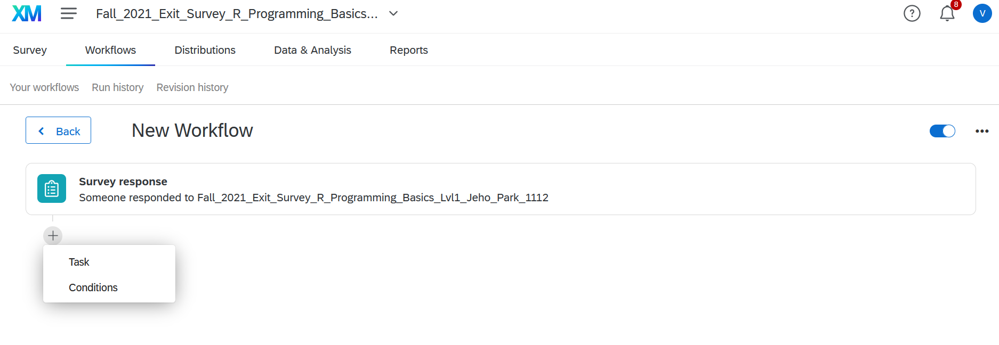 XM
Fall_2021_Exit_Survey_R_Programming_Basics...
?
8
V
Survey
Workflows
Distributions
Data & Analysis
Reports
Your workflows
Run history
Revision history
Back
New Workflow
Survey response
Someone responded to Fall_2021_Exit_Survey_R_Programming_Basics_Lvl1_Jeho_Park_1112
Task
Conditions